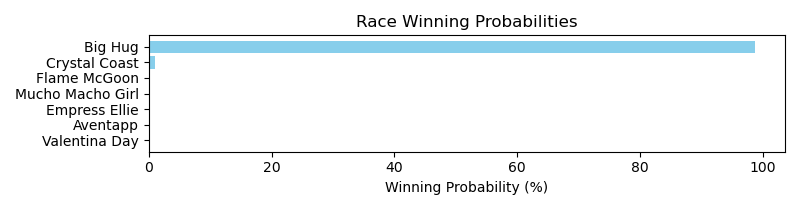 Race Winning Probabilities
Big Hug
Crystal Coast
Flame McGoon
Mucho Macho Girl
Empress Ellie
Aventapp
Valentina Day
0 20 40 60 80 100
Winning Probability (%)